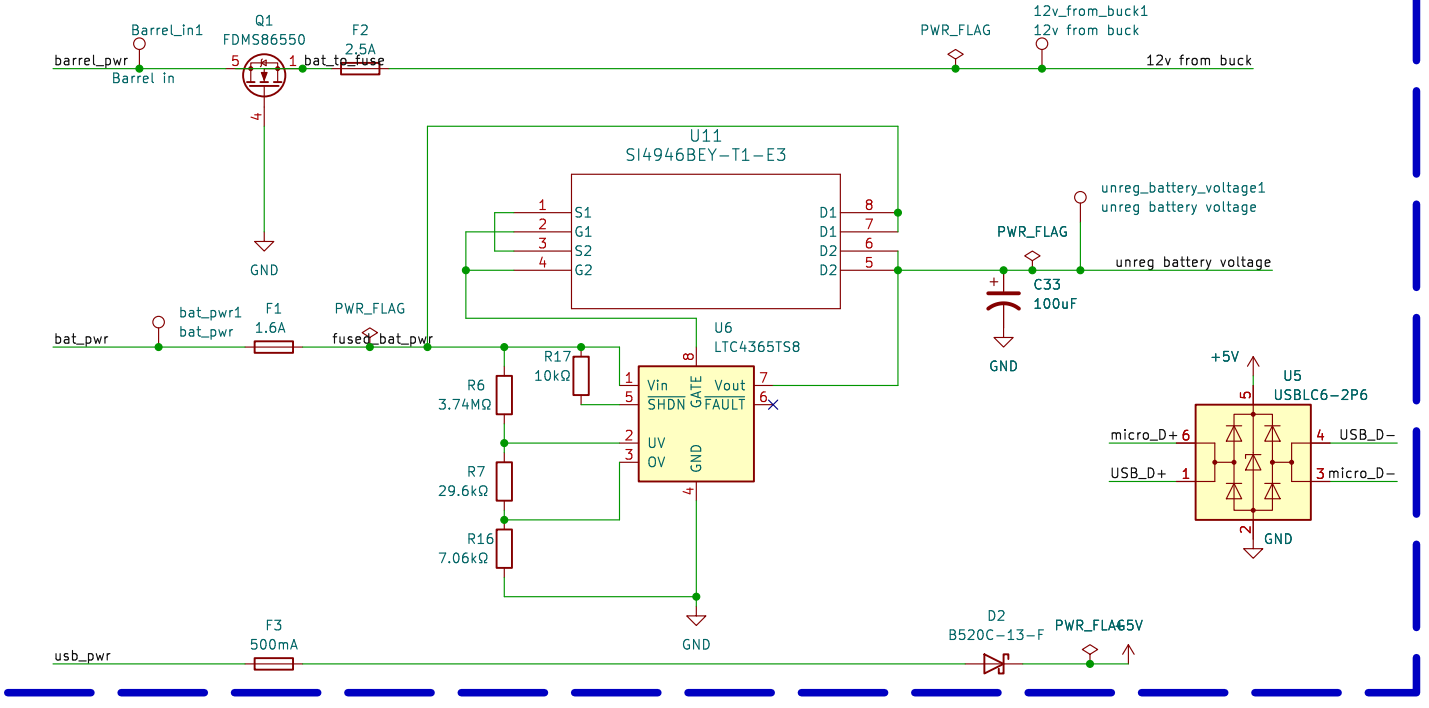 Barrel_in1
Q1
FDMS86550
F2
2.5A
PWR_FLAG
12v_from_buck1
12v from buck
barrel_pwr
5
1
bat_to_fuse
12v from buck
Barrel in
4
GND
U11
SI4946BEY-T1-E3
1
S1
D1
8
2
G1
D1
7
3
S2
D2
6
4
G2
D2
5
unreg_battery_voltage1
unreg battery voltage
PWR_FLAG
unreg battery voltage
+
C33
100uF
GND
bat_pwr1
bat_pwr
F1
1.6A
PWR_FLAG
bat_pwr
fused_bat_pwr
U6
LTC4365TS8
R17
10kΩ
8
GATE
1
Vin
Vout
7
5
SHDN
FAULT
6
2
UV
3
OV
GND
4
R6
3.74MΩ
R7
29.6kΩ
R16
7.06kΩ
GND
+5V
U5
USBLC6-2P6
5
micro_D+
6
4
USB_D-
USB_D+
1
3
micro_D-
2
GND
F3
500mA
usb_pwr
D2
B520C-13-F
PWR_FLAG
+5V